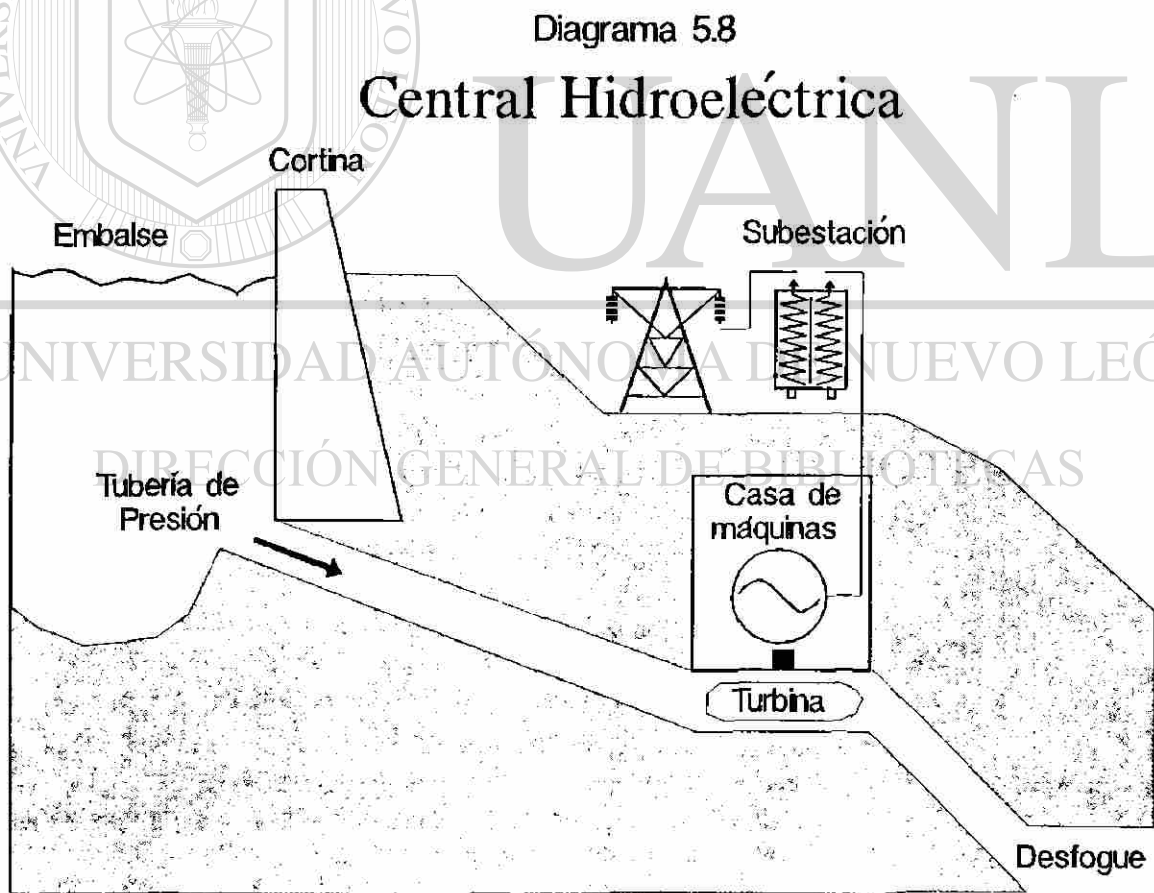 Diagrama 5.8
Central Hidroeléctrica
UANL
Cortina
Embalse
Subestación
UNIVERSIDAD AUTÓNOMA DE NUEVO LEÓ
DIRECCIÓN GENERAL DE BIBLIOTECAS
Tubería de
Presión
Casa de
máquinas
Turbina
Desfogue